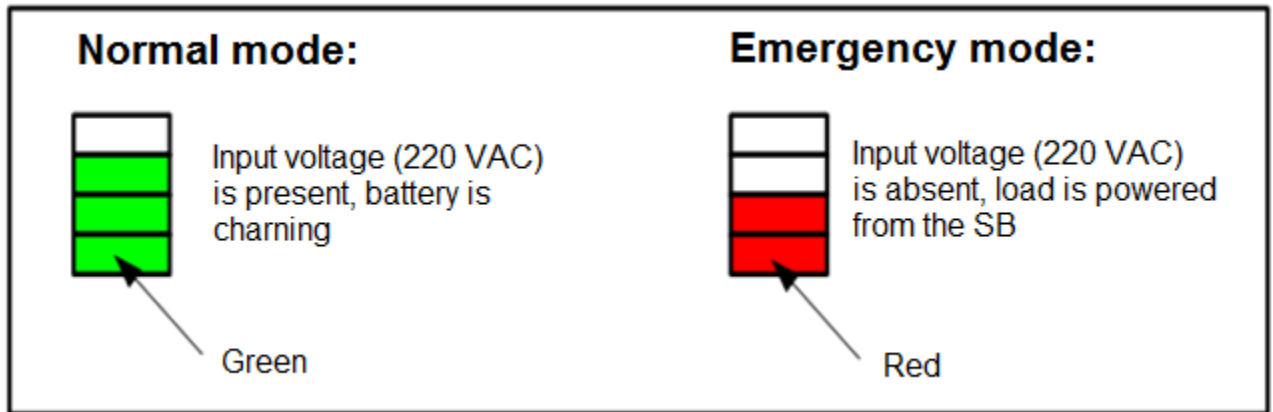 Normal mode:
Input voltage (220 VAC)
is present, battery is
charning
Green
Emergency mode:
Input voltage (220 VAC)
is absent, load is powered
from the SB
Red